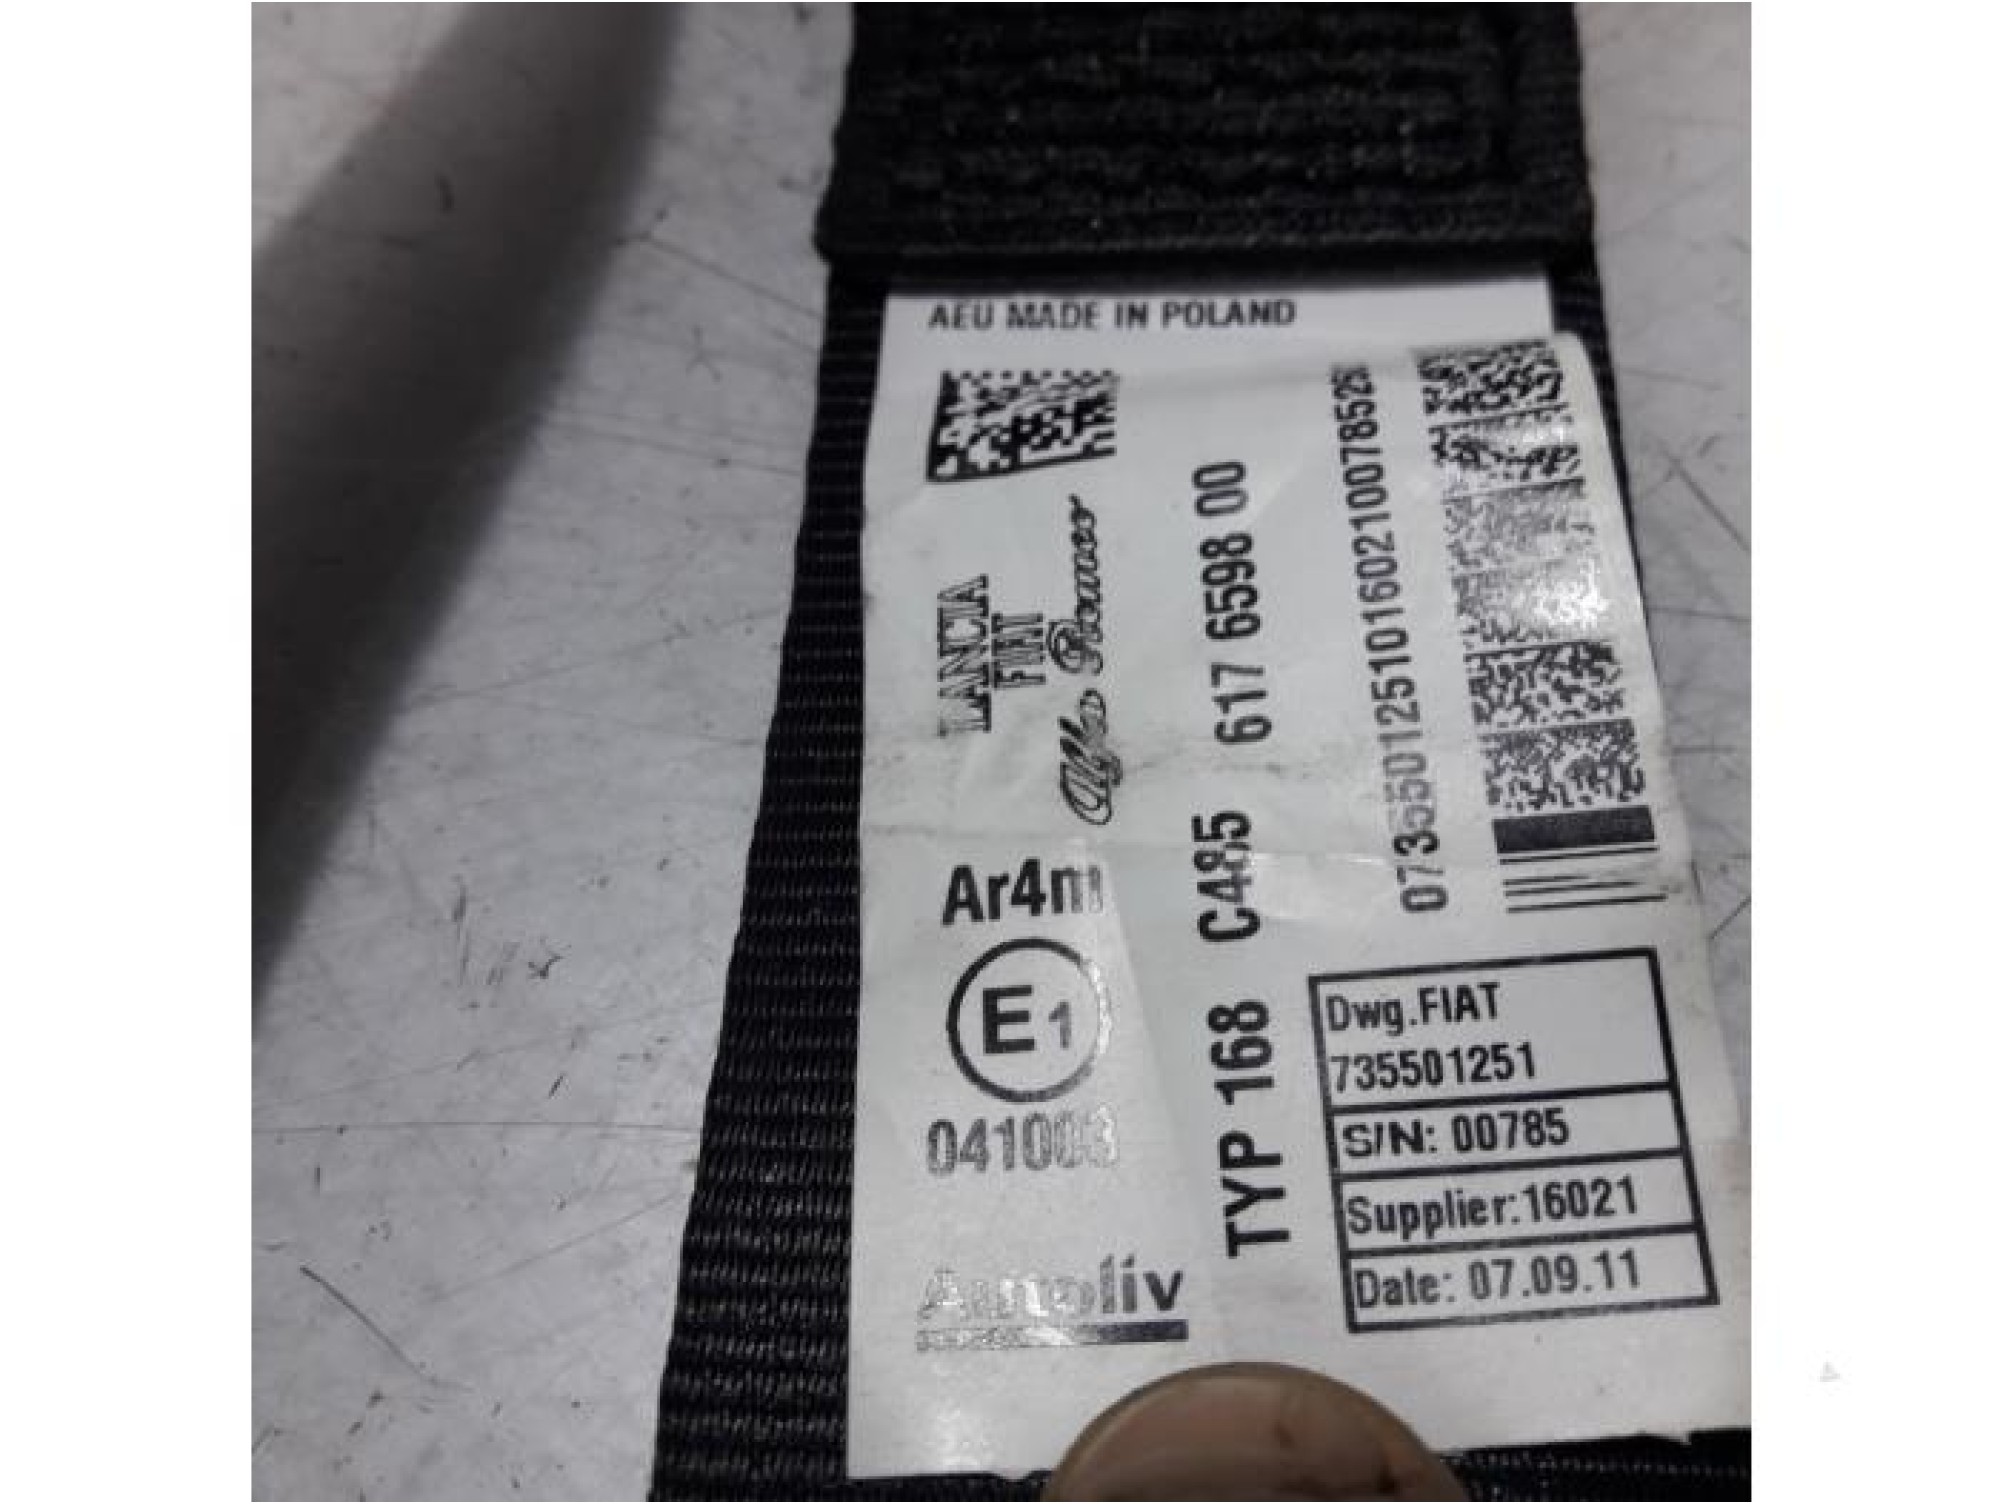 AEU MADE IN POLAND
LANCIA
FIAT
Alfa Romeo
Ar4m
E1
041003
Autoliv
TYP 168 C485 617 6598 00
Dwg.FIAT
735501251
S/N: 00785
Supplier:16021
Date: 07.09.11